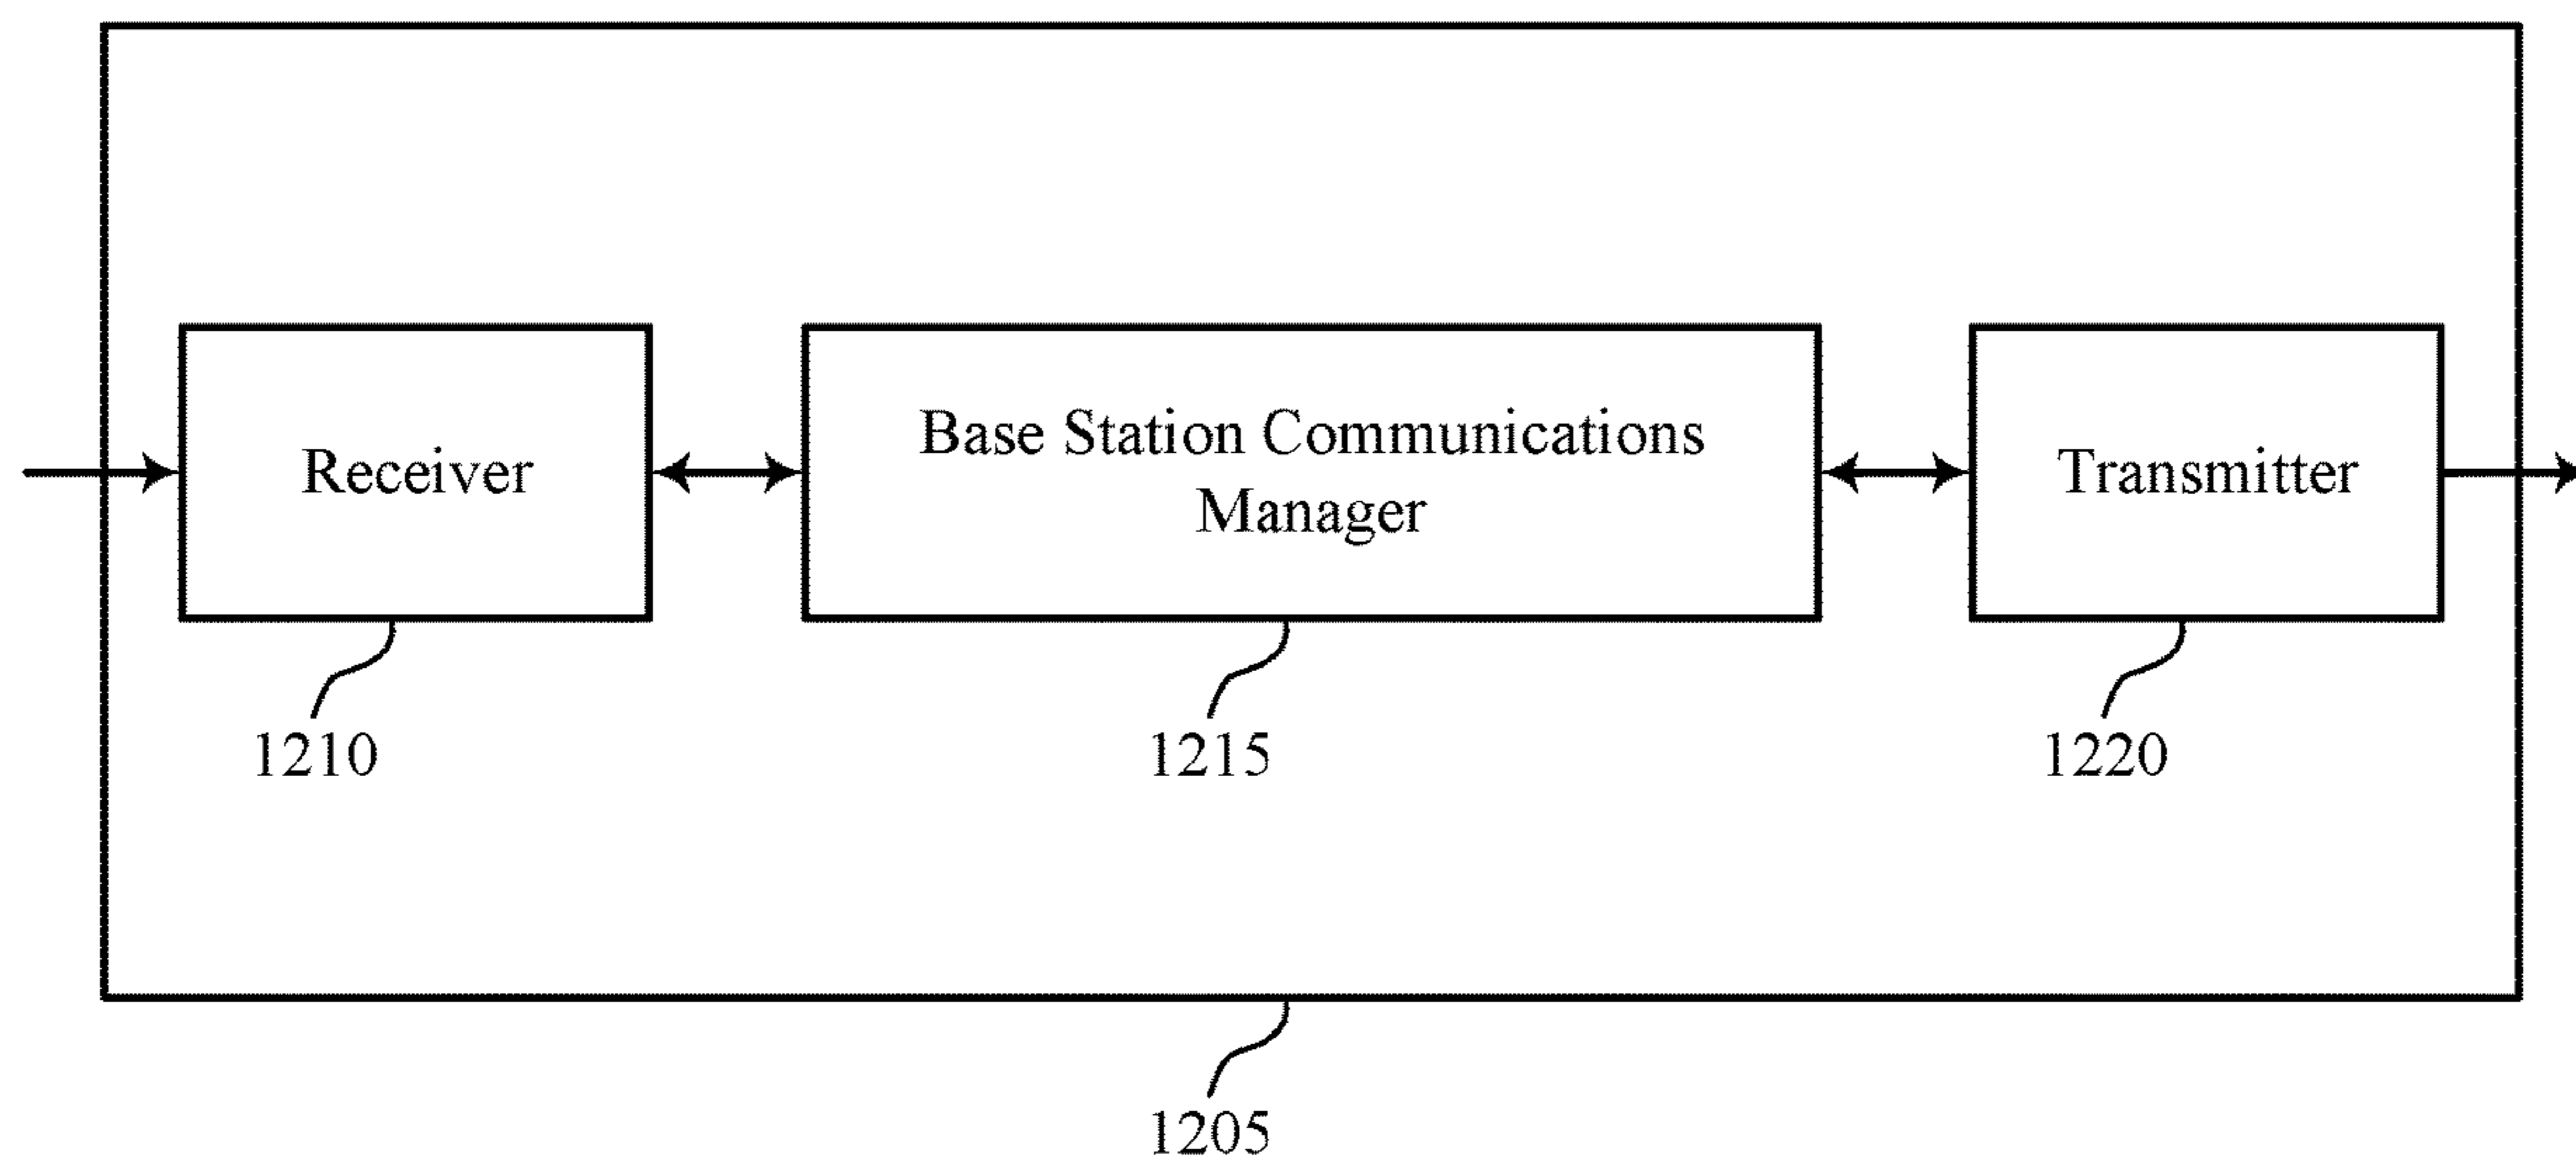 Receiver
Base Station Communications
Manager
Transmitter
1210
1215
1220
1205